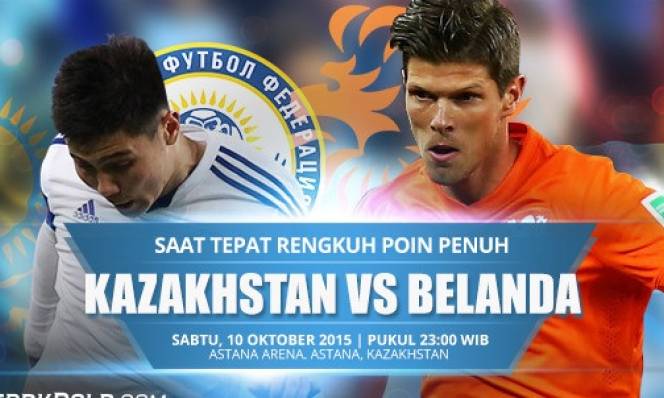 ФУТБОЛ ФЕДЕРАЦИЯ
SAAT TEPAT RENGKUH POIN PENUH
KAZAKHSTAN VS BELANDA
SABTU, 10 OKTOBER 2015 | PUKUL 23:00 WIB
ASTANA ARENA. ASTANA, KAZAKHSTAN